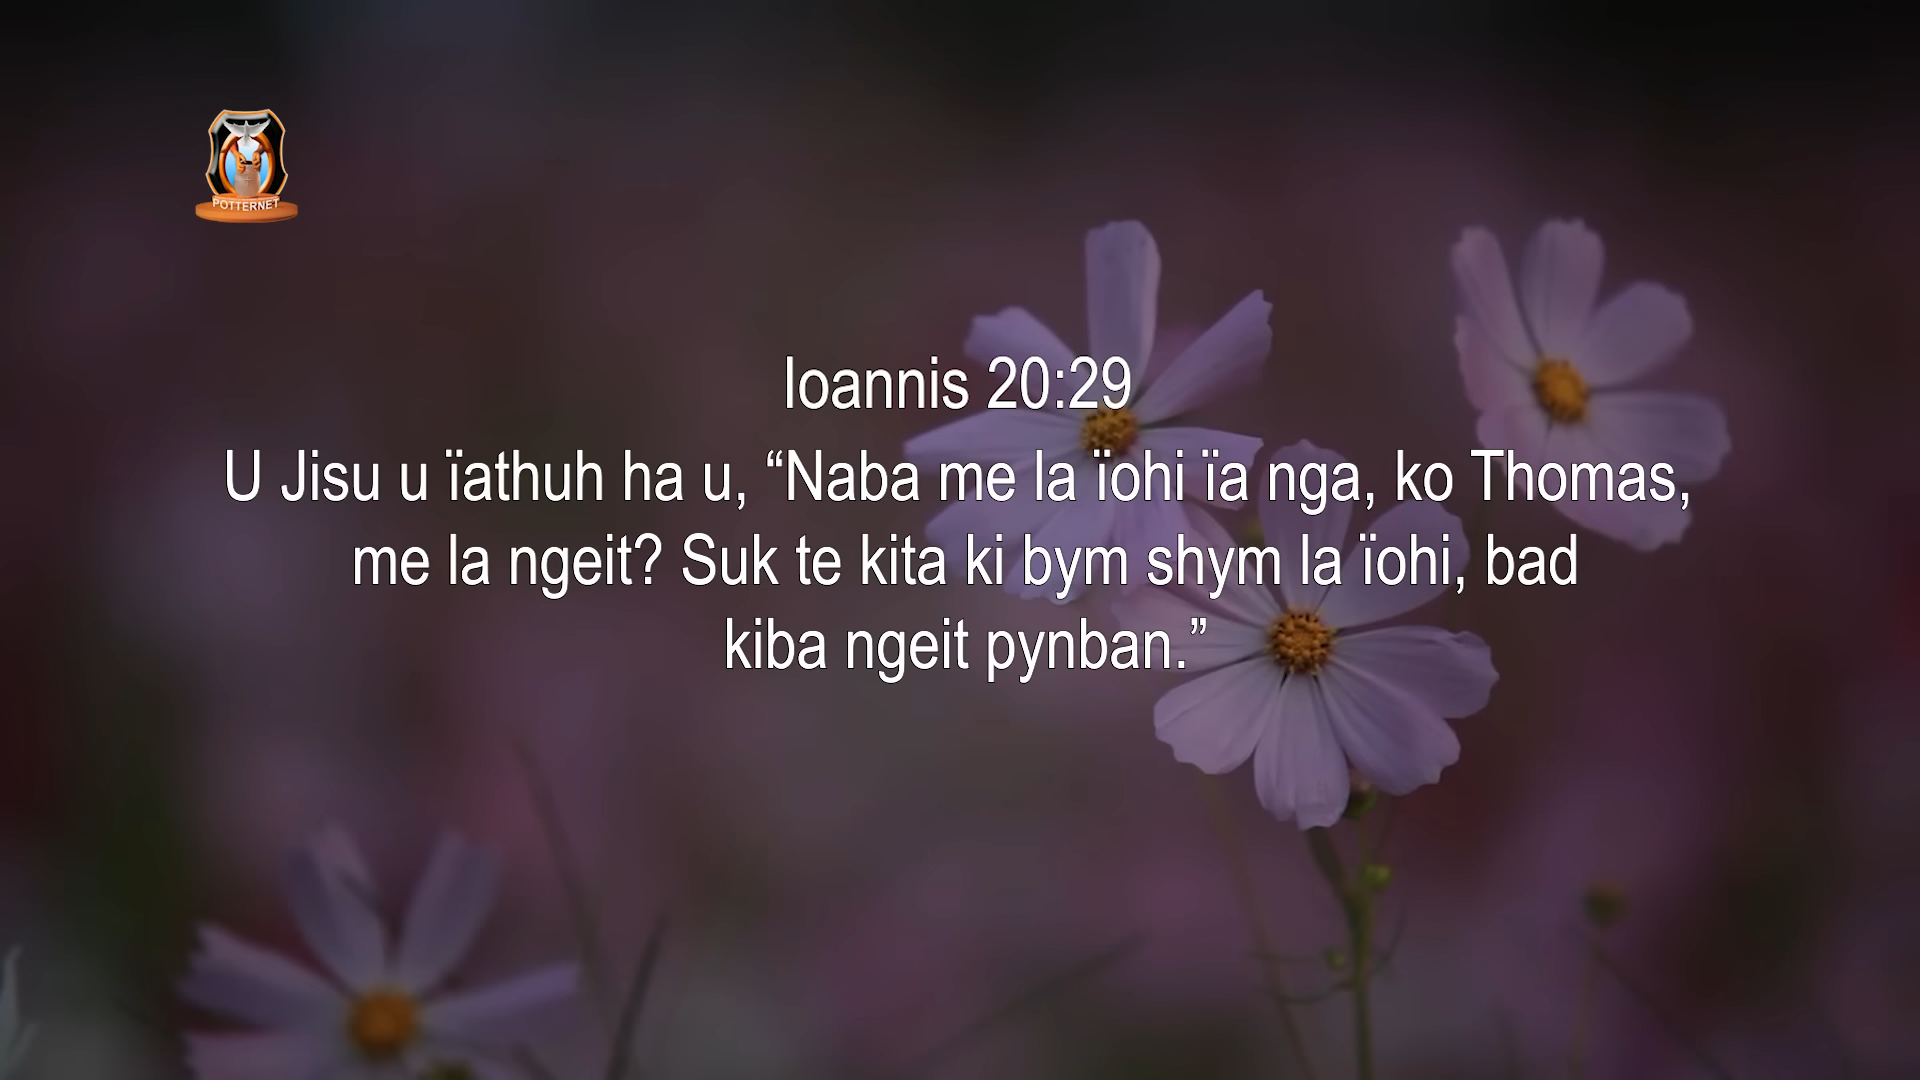 POTTERNET
Ioannis 20:29
U Jisu u ïathuh ha u, “Naba me la ïohi ïa nga, ko Thomas,
me la ngeit? Suk te kita ki bym shym la ïohi, bad
kiba ngeit pynban.”